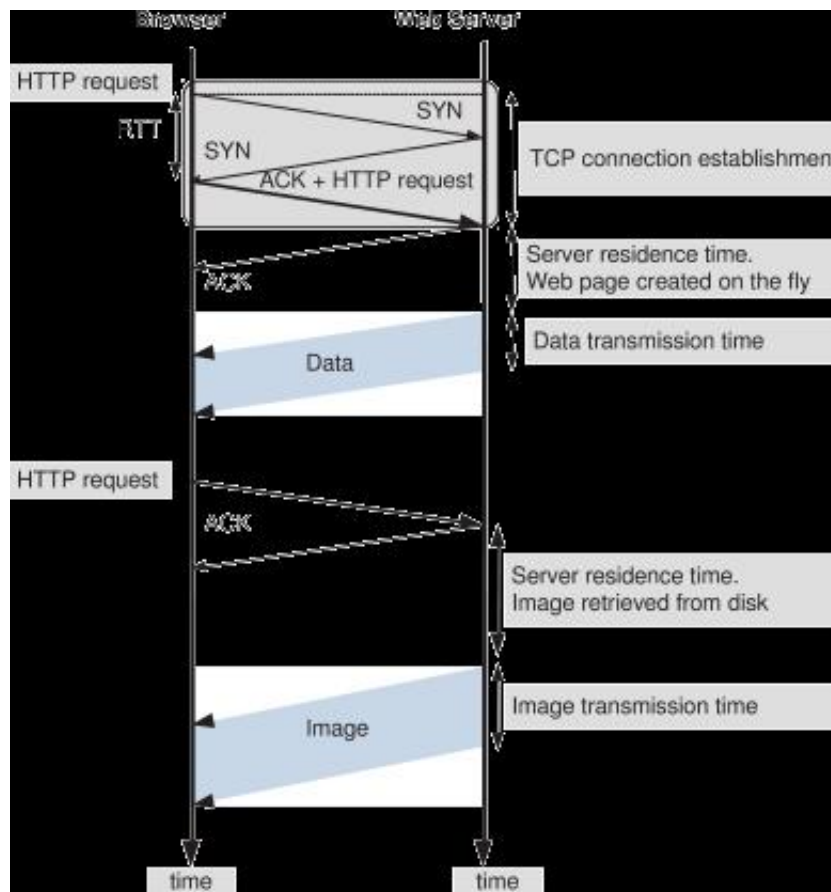 Browser
Web Server
HTTP request
SYN
RTT
SYN
TCP connection establishmen
ACK + HTTP request
Server residence time.
Web page created on the fly
ACK
Data transmission time
Data
HTTP request
ACK
Server residence time.
Image retrieved from disk
Image transmission time
Image
time
time